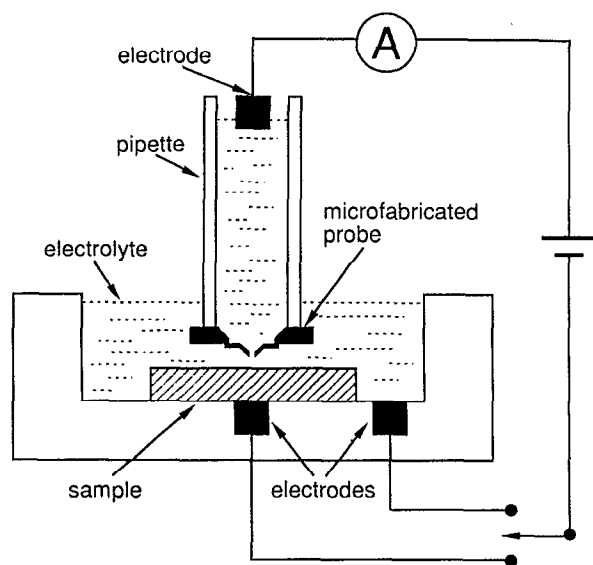 A
electrode
pipette
microfabricated
probe
electrolyte
sample
electrodes